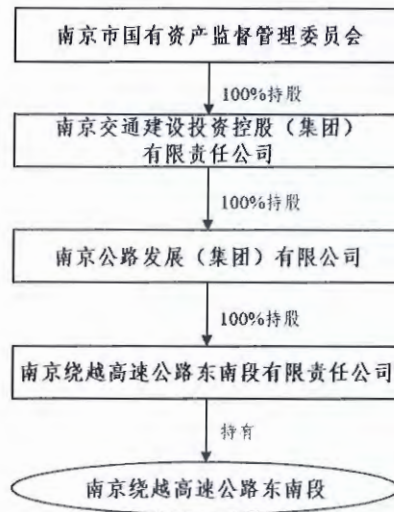 南京市国有资产监督管理委员会
100%持股
南京交通建设投资控股（集团）
有限责任公司
100%持股
南京公路发展（集团）有限公司
100%持股
南京绕越高速公路东南段有限责任公司
持有
南京绕越高速公路东南段